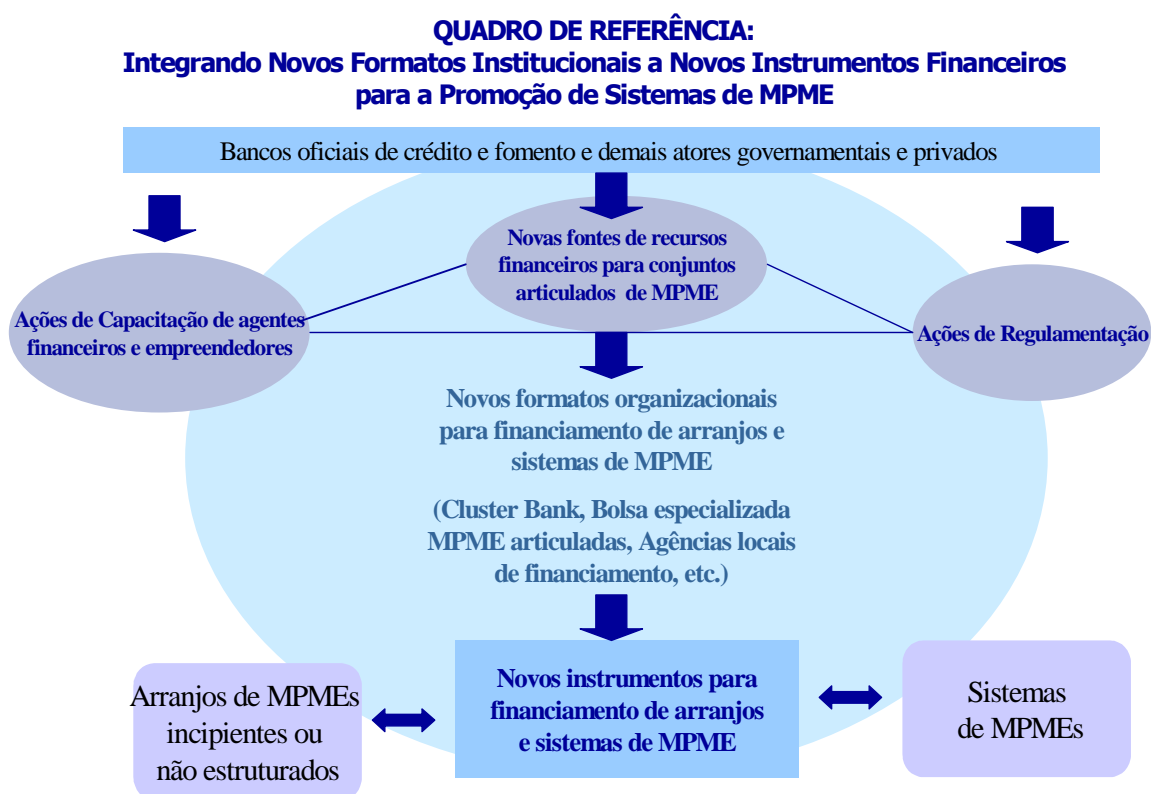 QUADRO DE REFERÊNCIA:
Integrando Novos Formatos Institucionais a Novos Instrumentos Financeiros
para a Promoção de Sistemas de MPME
Bancos oficiais de crédito e fomento e demais atores governamentais e privados
Novas fontes de recursos
financeiros para conjuntos
articulados de MPME
Ações de Capacitação de agentes
financeiros e empreendedores
Ações de Regulamentação
Novos formatos organizacionais
para financiamento de arranjos e
sistemas de MPME
(Cluster Bank, Bolsa especializada
MPME articuladas, Agências locais
de financiamento, etc.)
Arranjos de MPMEs
incipientes ou
não estruturados
Novos instrumentos para
financiamento de arranjos
e sistemas de MPME
Sistemas
de MPMEs